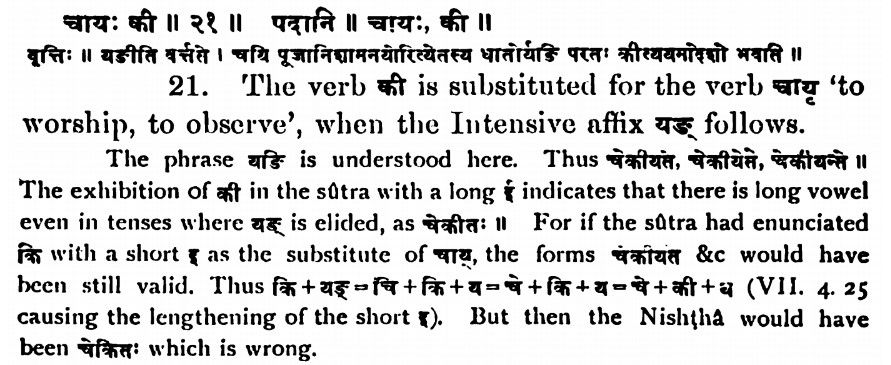 चायः की ॥ २१ ॥ पदानि ॥ चायः, की ॥
वृत्तिः ॥ यङीति वर्त्तते । चयि पूजानिशामनयोरित्येतस्य धातोर्यङि परतः कीत्ययमादेशो भवति ॥
21. The verb की is substituted for the verb चायृ 'to
worship, to observe', when the Intensive affix यङ् follows.
The phrase यङि is understood here. Thus चेकीयते, चेकीयेते, चेकीयन्ते ॥
The exhibition of की in the sûtra with a long ई indicates that there is long vowel
even in tenses where यङ् is elided, as चेकीतः ॥ For if the sûtra had enunciated
कि with a short इ as the substitute of चाय्, the forms चेकीयते &c would have
been still valid. Thus कि + यङ् = चि + कि + य = चे + कि + य = चे + की + य (VII. 4. 25
causing the lengthening of the short इ). But then the Nishṭhâ would have
been चेकितः which is wrong.